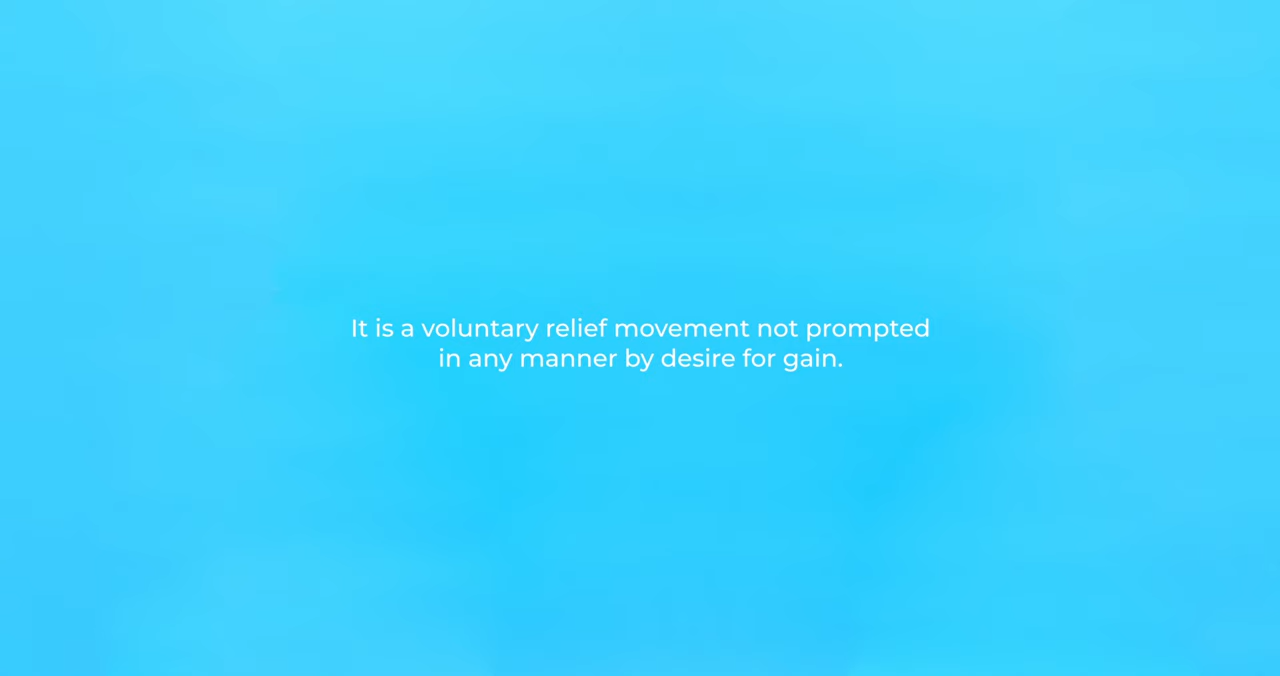 It is a voluntary relief movement not prompted
in any manner by desire for gain.